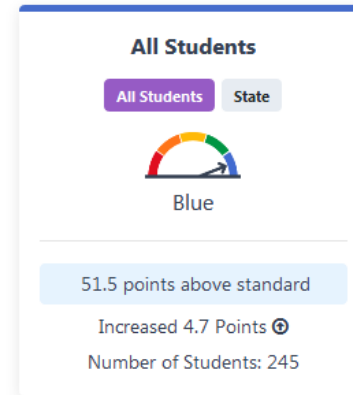 All Students
All Students State
Blue
51.5 points above standard
Increased 4.7 Points
Number of Students: 245